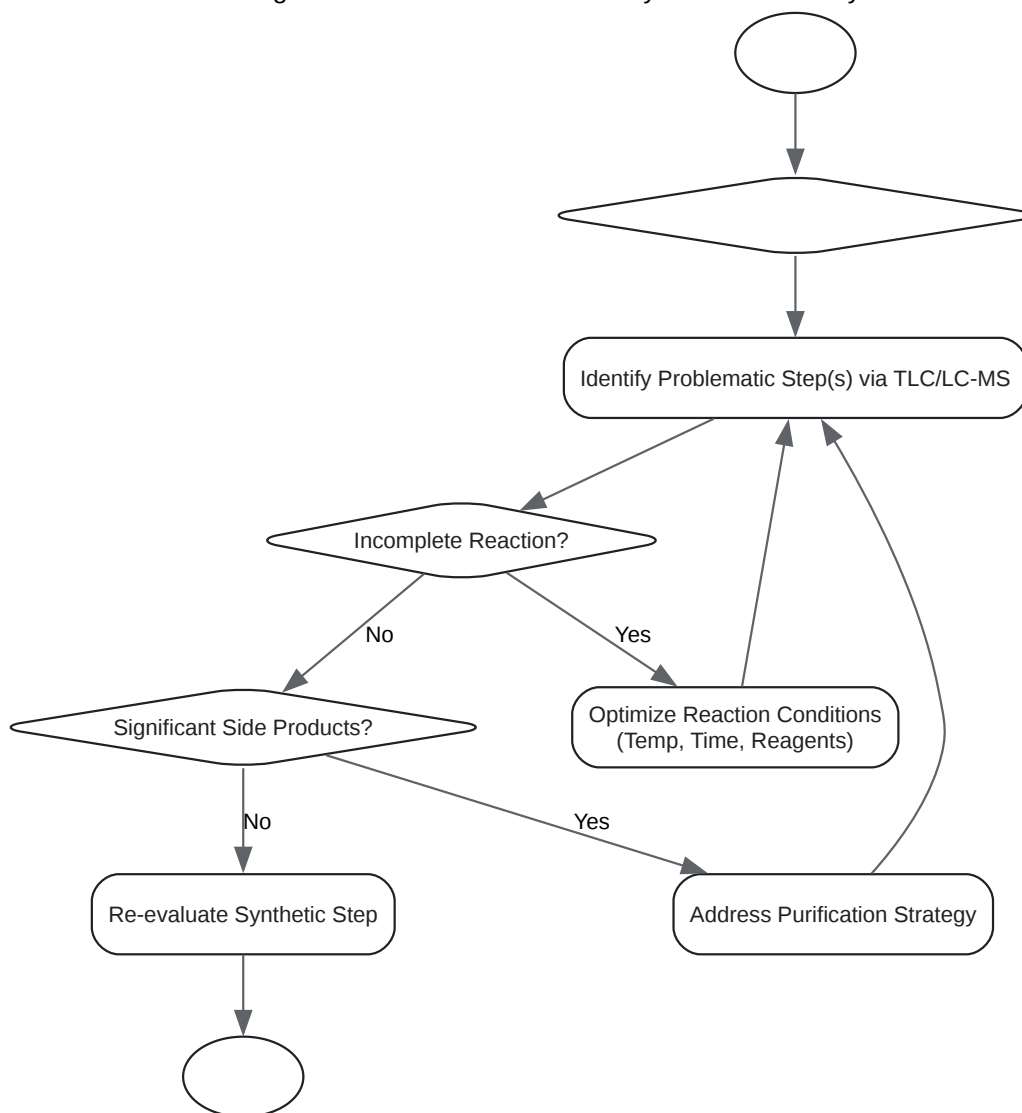 Identify Problematic Step(s) via TLC/LC-MS
Incomplete Reaction?
No
Yes
Significant Side Products?
Optimize Reaction Conditions
(Temp, Time, Reagents)
No
Yes
Re-evaluate Synthetic Step
Address Purification Strategy